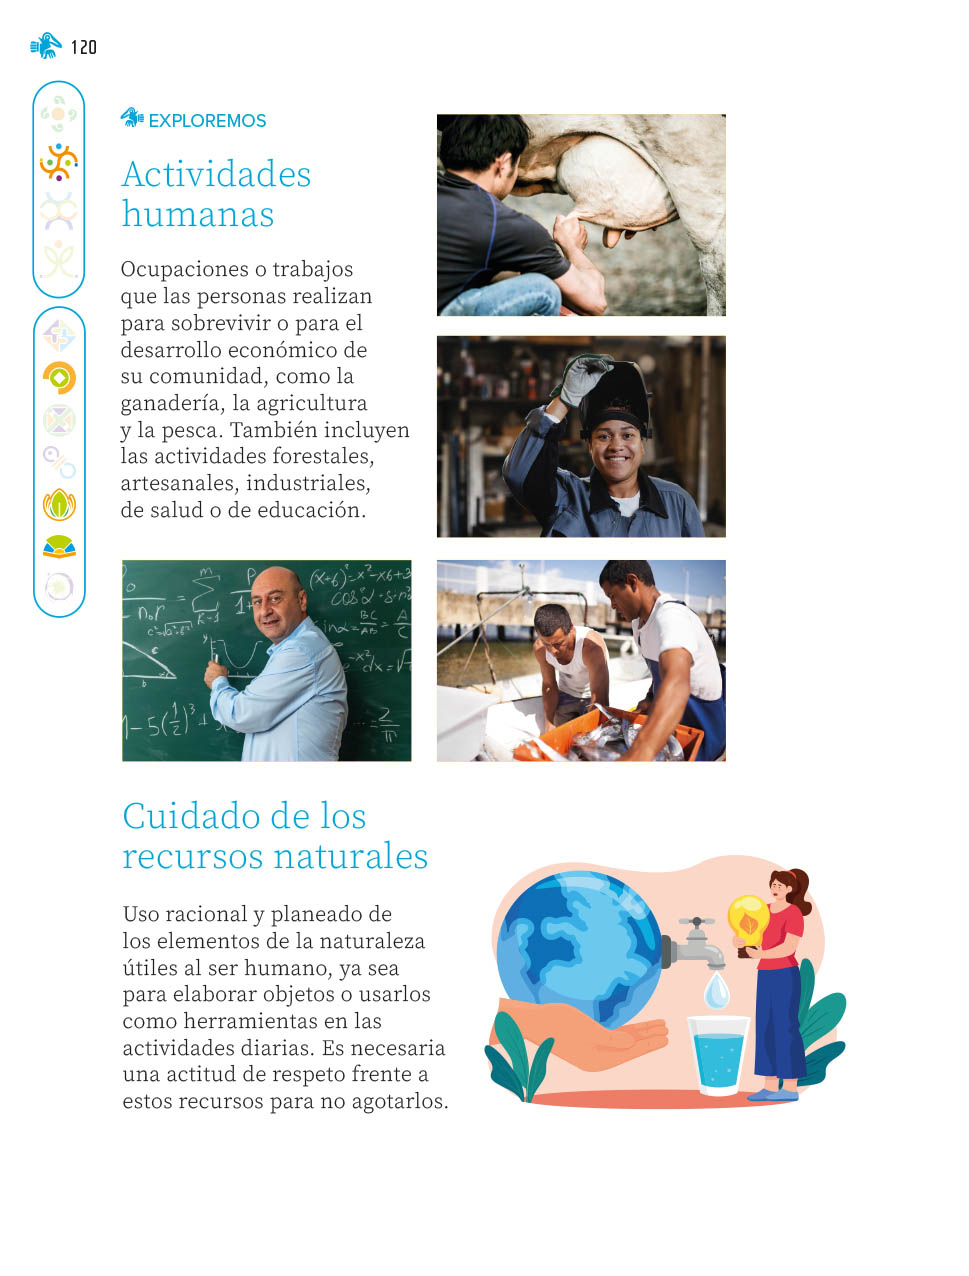 120
EXPLOREMOS
Actividades
humanas
Ocupaciones o trabajos
que las personas realizan
para sobrevivir o para el
desarrollo económico de
su comunidad, como la
ganadería, la agricultura
y la pesca. También incluyen
las actividades forestales,
artesanales, industriales,
de salud o de educación.
Cuidado de los
recursos naturales
Uso racional y planeado de
los elementos de la naturaleza
útiles al ser humano, ya sea
para elaborar objetos o usarlos
como herramientas en las
actividades diarias. Es necesaria
una actitud de respeto frente a
estos recursos para no agotarlos.